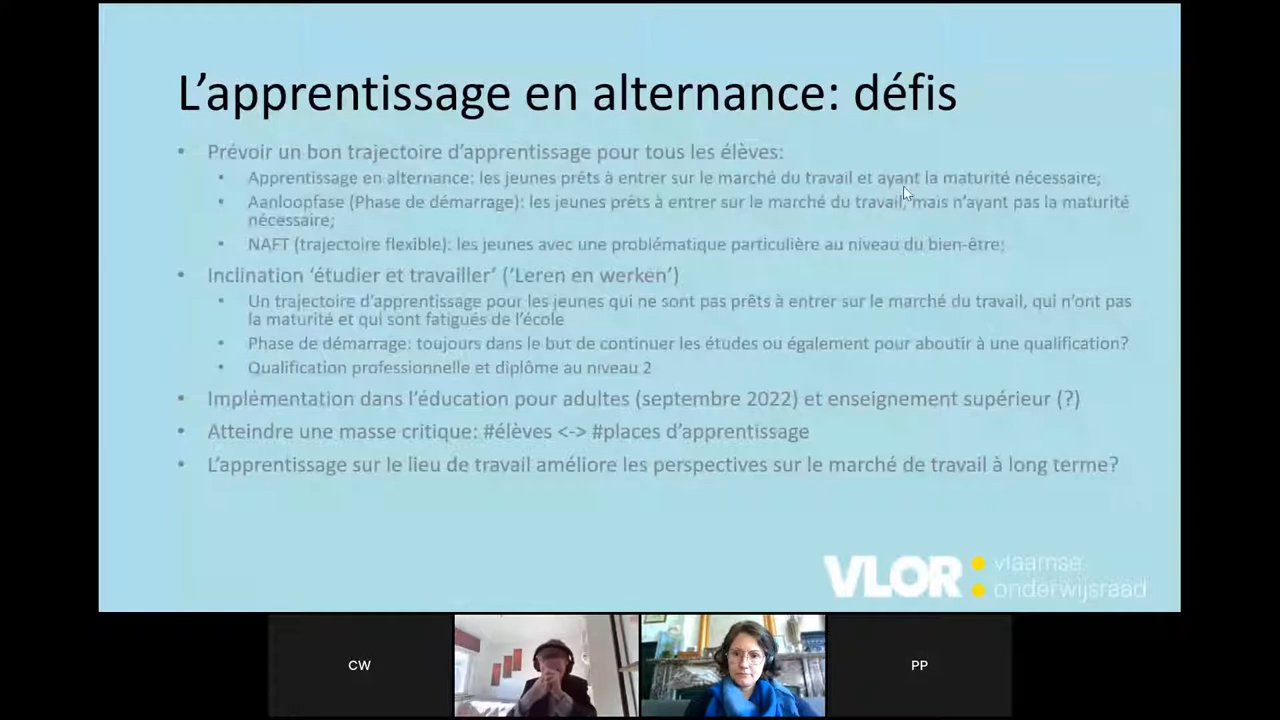 L'apprentissage en alternance: défis
• Prévoir un bon trajectoire d'apprentissage pour tous les élèves:
• Apprentissage en alternance: les jeunes prêts à entrer sur le marché du travail et ayant la maturité nécessaire;
• Aanloopfase (Phase de démarrage): les jeunes prêts à entrer sur le marché du travail, mais n'ayant pas la maturité
nécessaire;
• NAFT (trajectoire flexible): les jeunes avec une problématique particulière au niveau du bien-être;
• Inclination 'étudier et travailler' ('Leren en werken')
• Un trajectoire d'apprentissage pour les jeunes qui ne sont pas prêts à entrer sur le marché du travail, qui n'ont pas
la maturité et qui sont fatigués de l'école
• Phase de démarrage: toujours dans le but de continuer les études ou également pour aboutir à une qualification?
• Qualification professionnelle et diplôme au niveau 2
• Implémentation dans l'éducation pour adultes (septembre 2022) et enseignement supérieur (?)
• Atteindre une masse critique: #élèves <-> #places d'apprentissage
• L'apprentissage sur le lieu de travail améliore les perspectives sur le marché de travail à long terme?
VLOR vlaamse
onderwijsraad
CW
PP